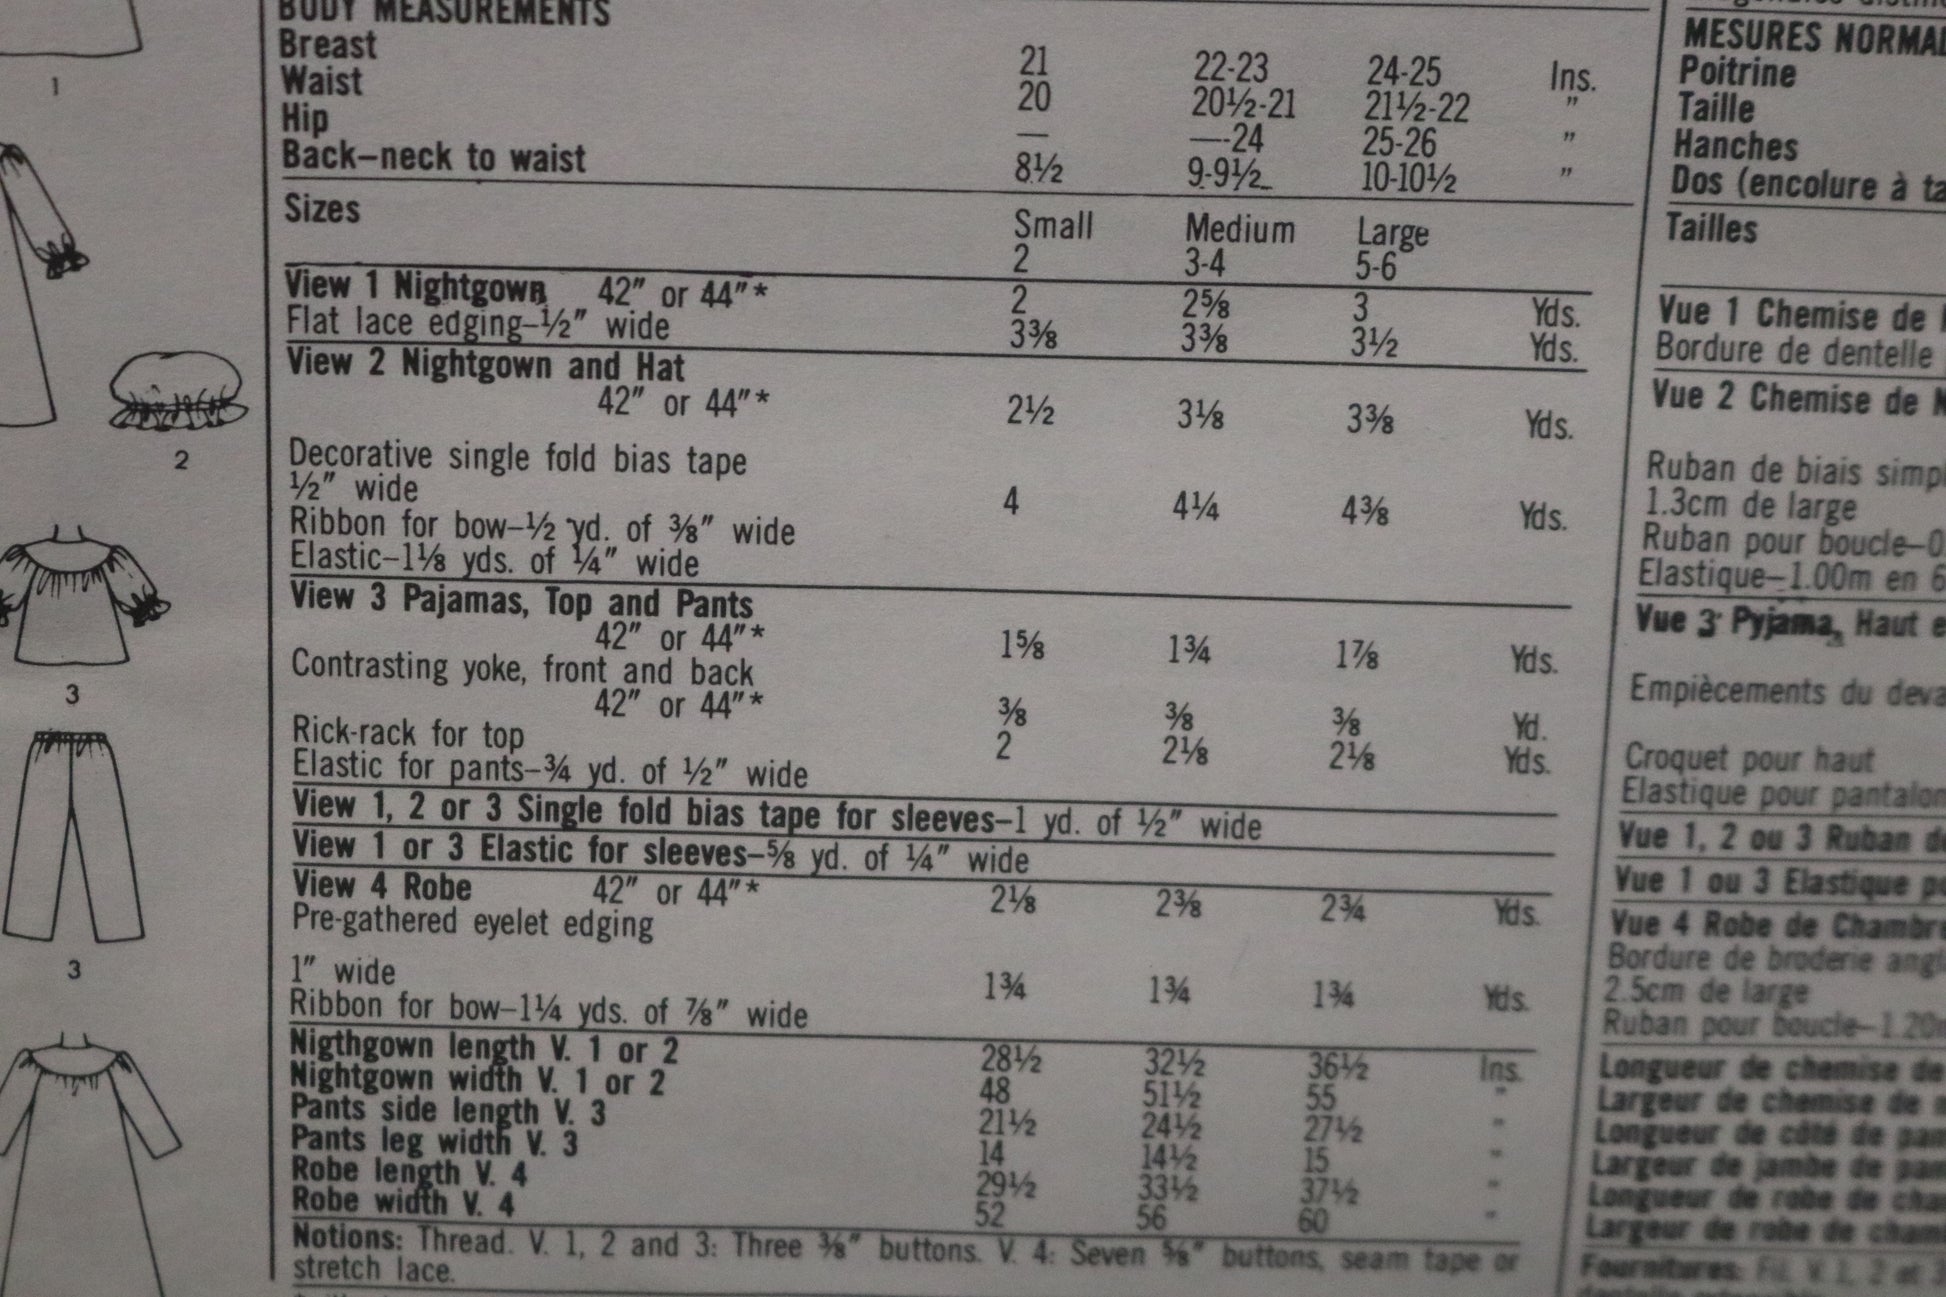 1
2
3
3
BODY MEASUREMENTS
Breast 21 22-23 24-25 Ins.
Waist 20 20½-21 21½-22 ”
Hip — —-24 25-26 ”
Back–neck to waist 8½ 9-9½ 10-10½ ”
Sizes Small Medium Large
2 3-4 5-6
View 1 Nightgown 42” or 44”* 2 2⅝ 3 Yds.
Flat lace edging–½” wide 3⅜ 3⅜ 3½ Yds.
View 2 Nightgown and Hat
42” or 44”* 2½ 3⅛ 3⅜ Yds.
Decorative single fold bias tape
½” wide 4 4¼ 4⅜ Yds.
Ribbon for bow–½ yd. of ⅜” wide
Elastic–1⅛ yds. of ¼” wide
View 3 Pajamas, Top and Pants
42” or 44”* 1⅝ 1¾ 1⅞ Yds.
Contrasting yoke, front and back
42” or 44”* ⅜ ⅜ ⅜ Yd.
Rick-rack for top 2 2⅛ 2⅛ Yds.
Elastic for pants–¾ yd. of ½” wide
View 1, 2 or 3 Single fold bias tape for sleeves–1 yd. of ½” wide
View 1 or 3 Elastic for sleeves–⅝ yd. of ¼” wide
View 4 Robe 42” or 44”* 2⅛ 2⅜ 2¾ Yds.
Pre-gathered eyelet edging
1” wide 1¾ 1¾ 1¾ Yds.
Ribbon for bow–1¼ yds. of ⅞” wide
Nigthgown length V. 1 or 2 28½ 32½ 36½ Ins.
Nightgown width V. 1 or 2 48 51½ 55 ”
Pants side length V. 3 21½ 24½ 27½ ”
Pants leg width V. 3 14 14½ 15 ”
Robe length V. 4 29½ 33½ 37½ ”
Robe width V. 4 52 56 60 ”
Notions: Thread. V. 1, 2 and 3: Three ⅜” buttons. V. 4: Seven ⅝” buttons, seam tape or
stretch lace.
MESURES NORMAL
Poitrine
Taille
Hanches
Dos (encolure à ta
Tailles
Vue 1 Chemise de
Bordure de dentelle
Vue 2 Chemise de N
Ruban de biais simpl
1.3cm de large
Ruban pour boucle–0
Elastique–1.00m en 6
Vue 3 Pyjama, Haut e
Empiècements du deva
Croquet pour haut
Elastique pour pantalon
Vue 1, 2 ou 3 Ruban de
Vue 1 ou 3 Elastique po
Vue 4 Robe de Chambre
Bordure de broderie angl
2.5cm de large
Ruban pour boucle–1.20
Longueur de chemise de
Largeur de chemise de
Longueur de côté de pan
Largeur de jambe de pan
Longueur de robe de cha
Largeur de robe de cham
Fournitures: Fil. V. 1, 2 et 3